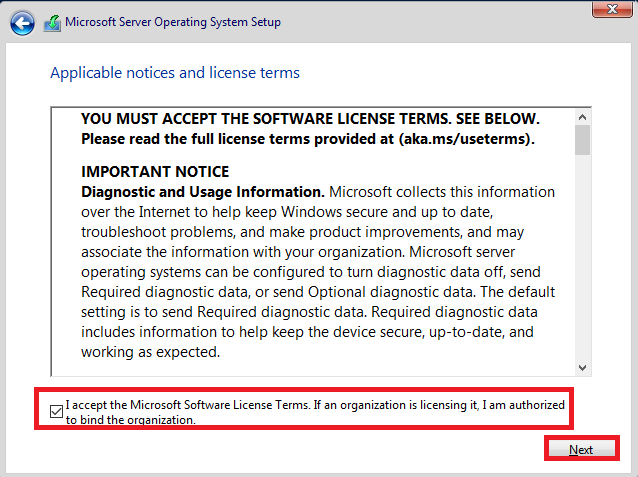 Microsoft Server Operating System Setup
Applicable notices and license terms
YOU MUST ACCEPT THE SOFTWARE LICENSE TERMS. SEE BELOW.
Please read the full license terms provided at (aka.ms/useterms).
IMPORTANT NOTICE
Diagnostic and Usage Information. Microsoft collects this information
over the Internet to help keep Windows secure and up to date,
troubleshoot problems, and make product improvements, and may
associate the information with your organization. Microsoft server
operating systems can be configured to turn diagnostic data off, send
Required diagnostic data, or send Optional diagnostic data. The default
setting is to send Required diagnostic data. Required diagnostic data
includes information to help keep the device secure, up-to-date, and
working as expected.
I accept the Microsoft Software License Terms. If an organization is licensing it, I am authorized
to bind the organization.
Next